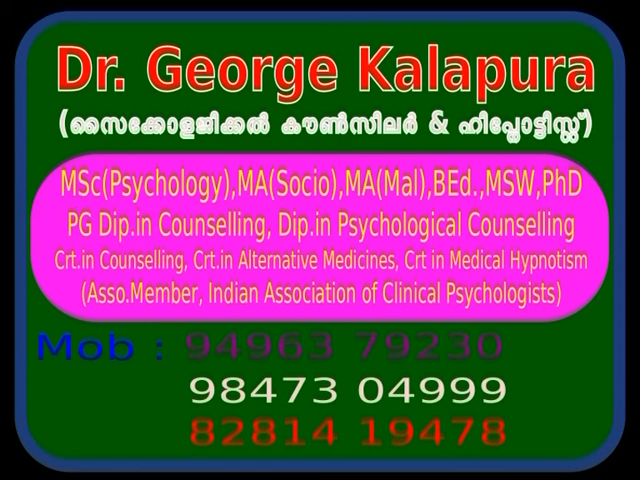 Dr. George Kalapura
(സൈക്കോളജിക്കൽ കൗൺസിലർ & ഹിപ്നോട്ടിസ്റ്റ്)
MSc(Psychology),MA(Socio),MA(Mal),BEd.,MSW,PhD
PG Dip.in Counselling, Dip.in Psychological Counselling
Crt.in Counselling, Crt.in Alternative Medicines, Crt in Medical Hypnotism
(Asso.Member, Indian Association of Clinical Psychologists)
Mob : 94963 79230
98473 04999
82814 19478